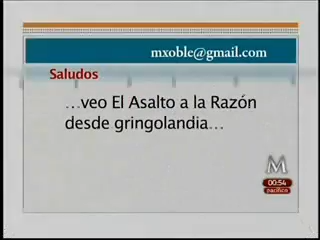 mxoble@gmail.com
Saludos
...veo El Asalto a la Razón
desde gringolandia...
M
00:54
pacífico